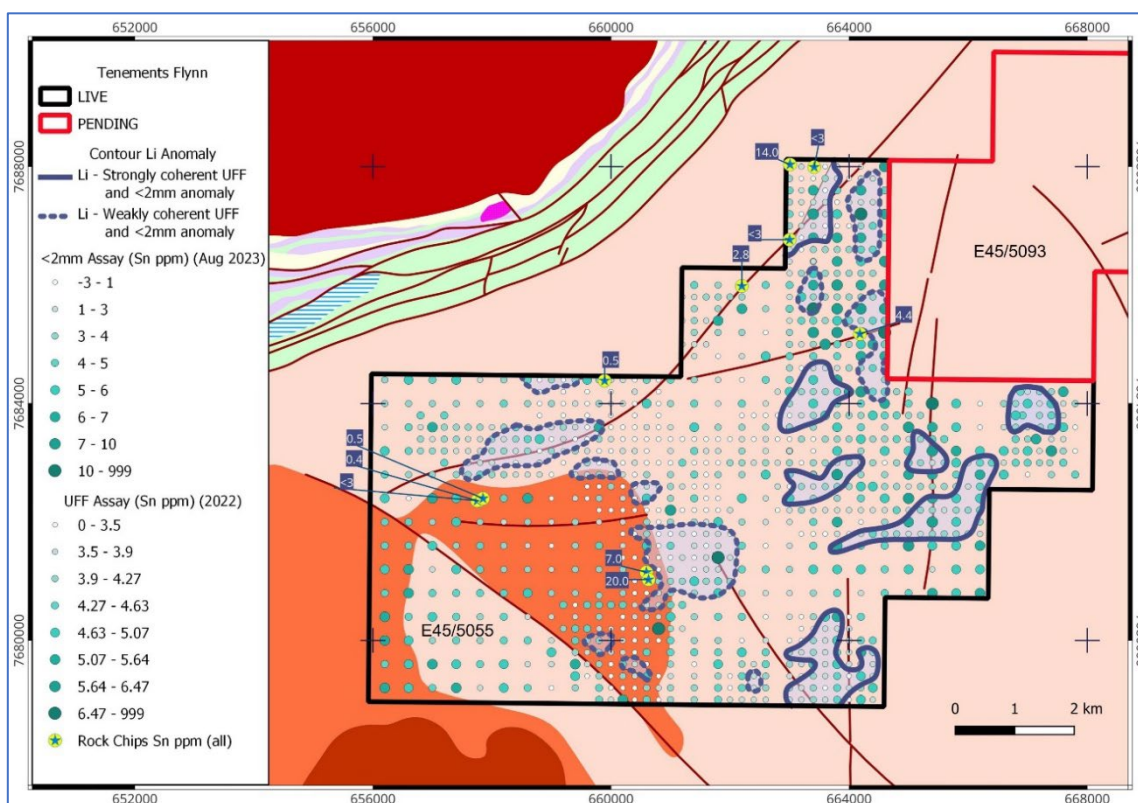 652000 656000 660000 664000 668000
Tenements Flynn
LIVE
PENDING
Contour Li Anomaly
Li - Strongly coherent UFF
and <2mm anomaly
Li - Weakly coherent UFF
and <2mm anomaly
<2mm Assay (Sn ppm) (Aug 2023)
-3 - 1
1 - 3
3 - 4
4 - 5
5 - 6
6 - 7
7 - 10
10 - 999
UFF Assay (Sn ppm) (2022)
0 - 3.5
3.5 - 3.9
3.9 - 4.27
4.27 - 4.63
4.63 - 5.07
5.07 - 5.64
5.64 - 6.47
6.47 - 999
Rock Chips Sn ppm (all)
7688000
7688000
14.0
<3
<3
2.8
4.4
E45/5093
0.5
7684000
0.5
0.4
<3
7.0
20.0
E45/5055
7680000
0 1 2 km
652000 656000 660000 664000 668000